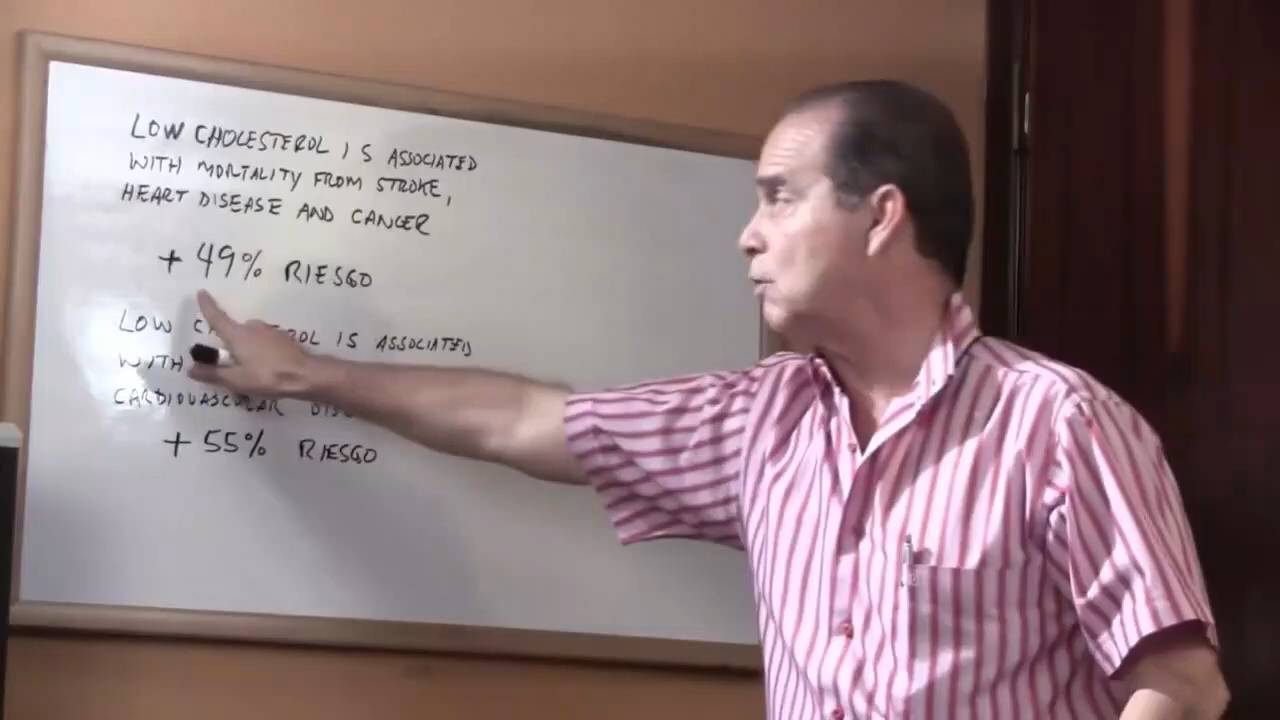 LOW CHOLESTEROL IS ASSOCIATED
WITH MORTALITY FROM STROKE,
HEART DISEASE AND CANCER
+ 49% RIESGO
LOW IS ASSOCIATED
WITH
CARDIOVASCULAR
+ 55% RIESGO